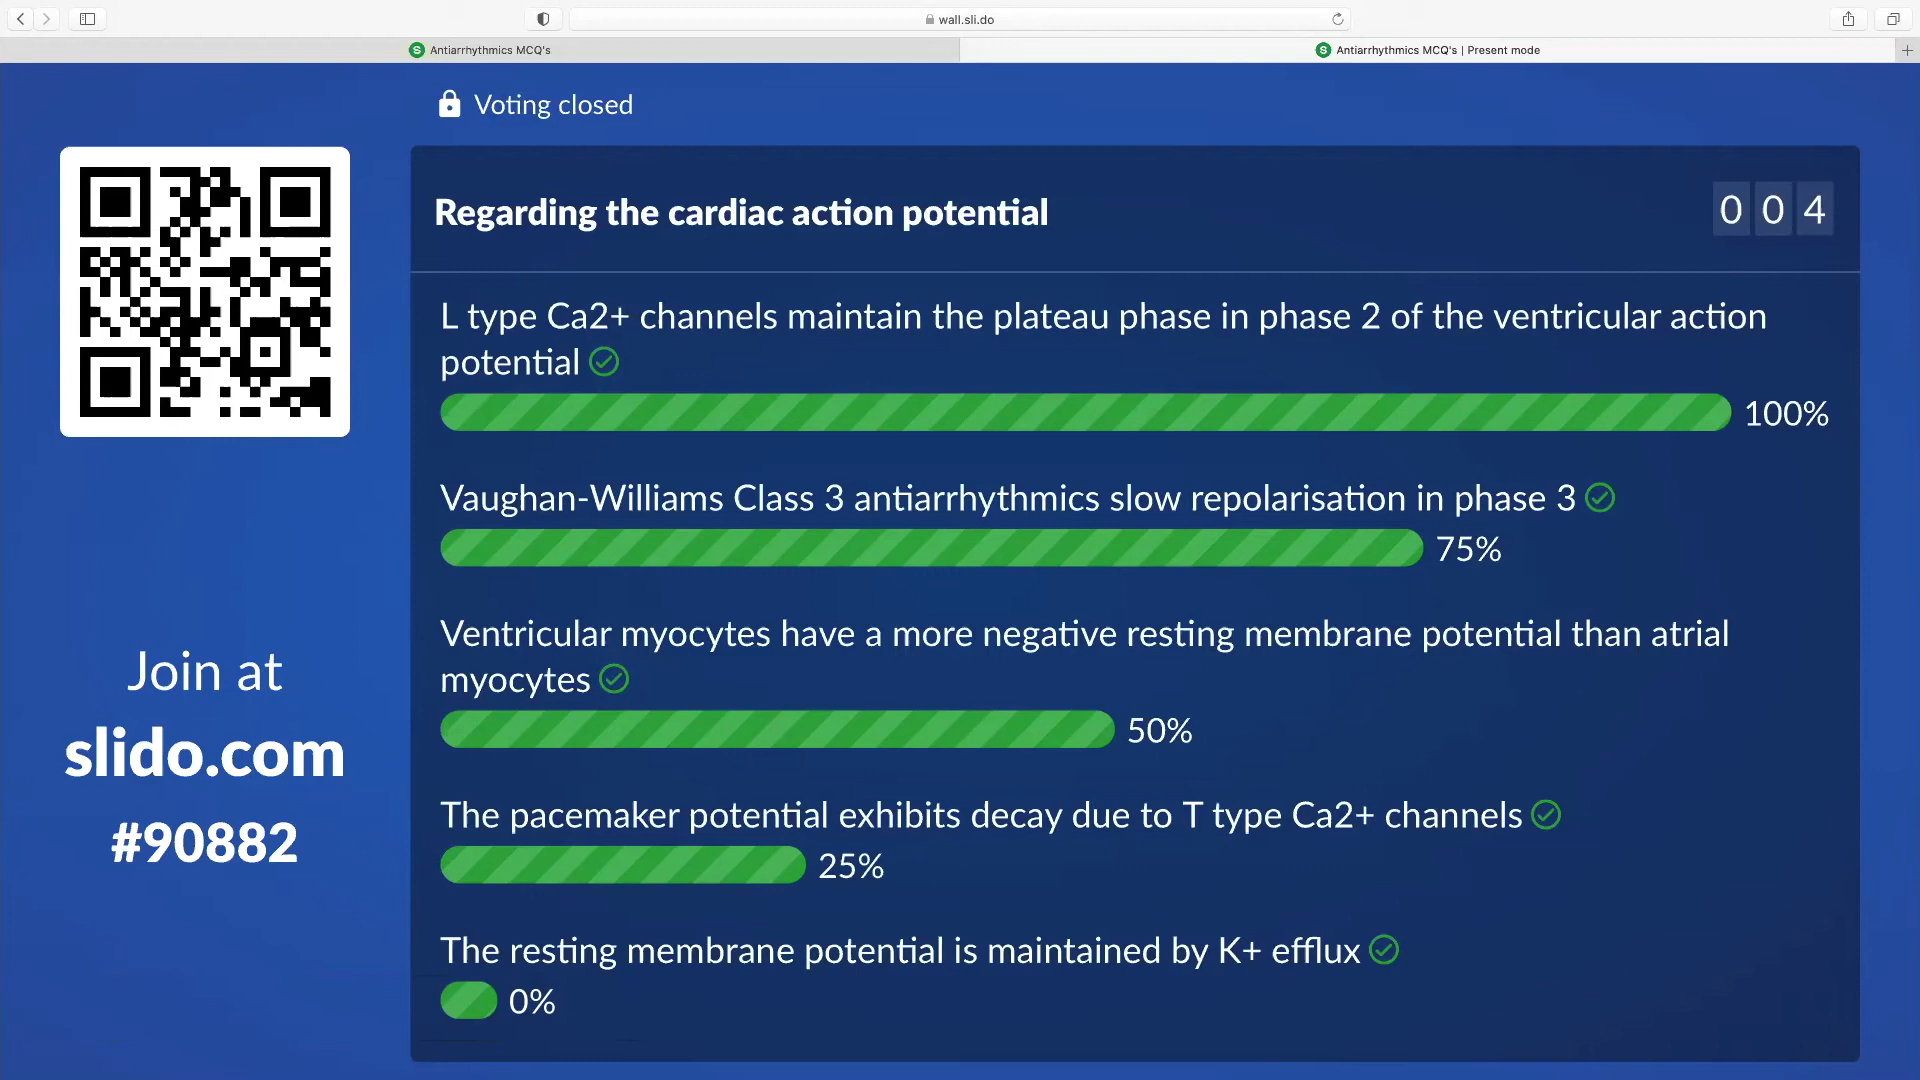 wall.sli.do
Antiarrhythmics MCQ's
Antiarrhythmics MCQ's | Present mode
Voting closed
Regarding the cardiac action potential
0 0 4
L type Ca2+ channels maintain the plateau phase in phase 2 of the ventricular action
potential
100%
Vaughan-Williams Class 3 antiarrhythmics slow repolarisation in phase 3
75%
Ventricular myocytes have a more negative resting membrane potential than atrial
myocytes
50%
The pacemaker potential exhibits decay due to T type Ca2+ channels
25%
The resting membrane potential is maintained by K+ efflux
0%
Join at
slido.com
#90882